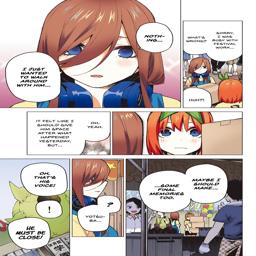 SORRY,
I WAS
BUSY WITH
FESTIVAL
WORK...
WHAT'S
WRONG?
HUH?!
NOTH-
ING...
I JUST
WANTED
TO WALK
AROUND
WITH HIM...
OH,
YEAH.
IT FELT LIKE I
SHOULD GIVE
HIM SPACE
AFTER WHAT
HAPPENED
YESTERDAY,
BUT...
MAYBE I
SHOULD
MAKE...
...SOME
FINAL
MEMORIES
TOO.
?
YOTSU-
BA...
!
OH,
THAT'S
HIS
VOICE!
HE
MUST BE
CLOSE!